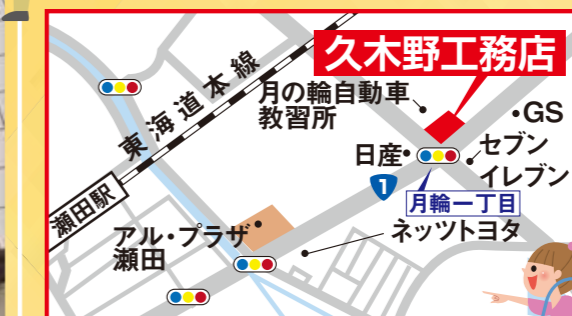 久木野工務店
東海道本線
月の輪自動車
教習所
・GS
日産・
セブン
イレブン
1
月輪一丁目
瀬田駅
アル・プラザ
瀬田
ネッツトヨタ